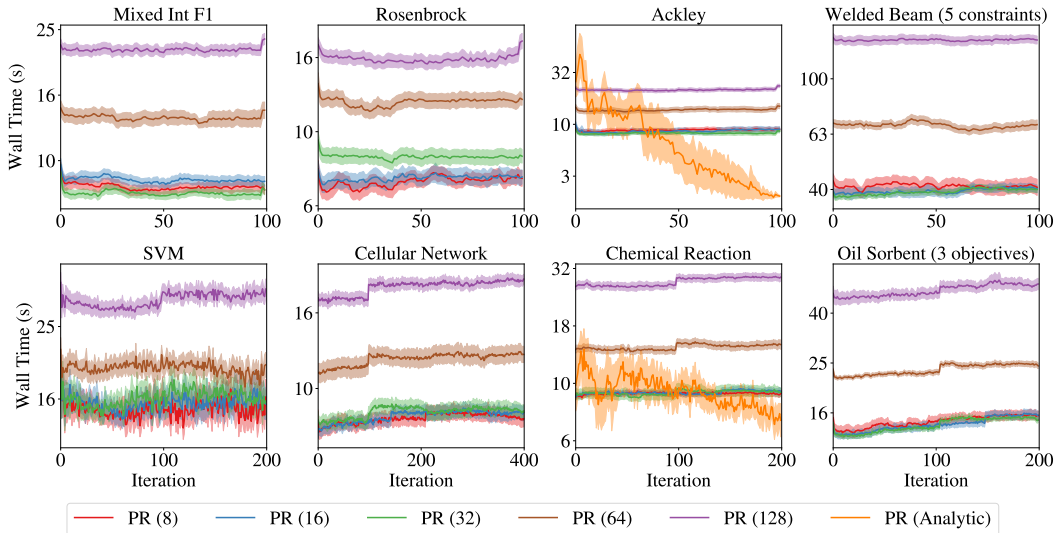 Mixed Int F1
Rosenbrock
Ackley
Welded Beam (5 constraints)
Wall Time (s)
25
16
10
0
50
100
16
10
6
0
50
100
32
10
3
0
50
100
100
63
40
0
50
100
SVM
Cellular Network
Chemical Reaction
Oil Sorbent (3 objectives)
Wall Time (s)
25
16
0
100
200
Iteration
16
10
0
200
400
Iteration
32
18
10
6
0
100
200
Iteration
40
25
16
0
100
200
Iteration
PR (8)
PR (16)
PR (32)
PR (64)
PR (128)
PR (Analytic)